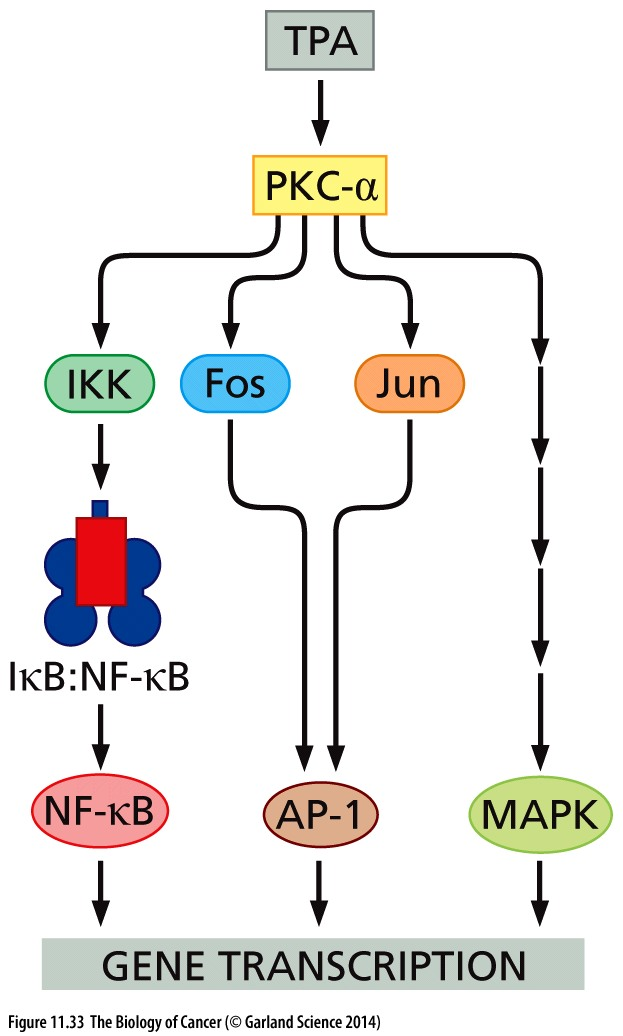 TPA
PKC-α
IKK
Fos
Jun
IκB:NF-κB
NF-κB
AP-1
MAPK
GENE TRANSCRIPTION
Figure 11.33 The Biology of Cancer (© Garland Science 2014)